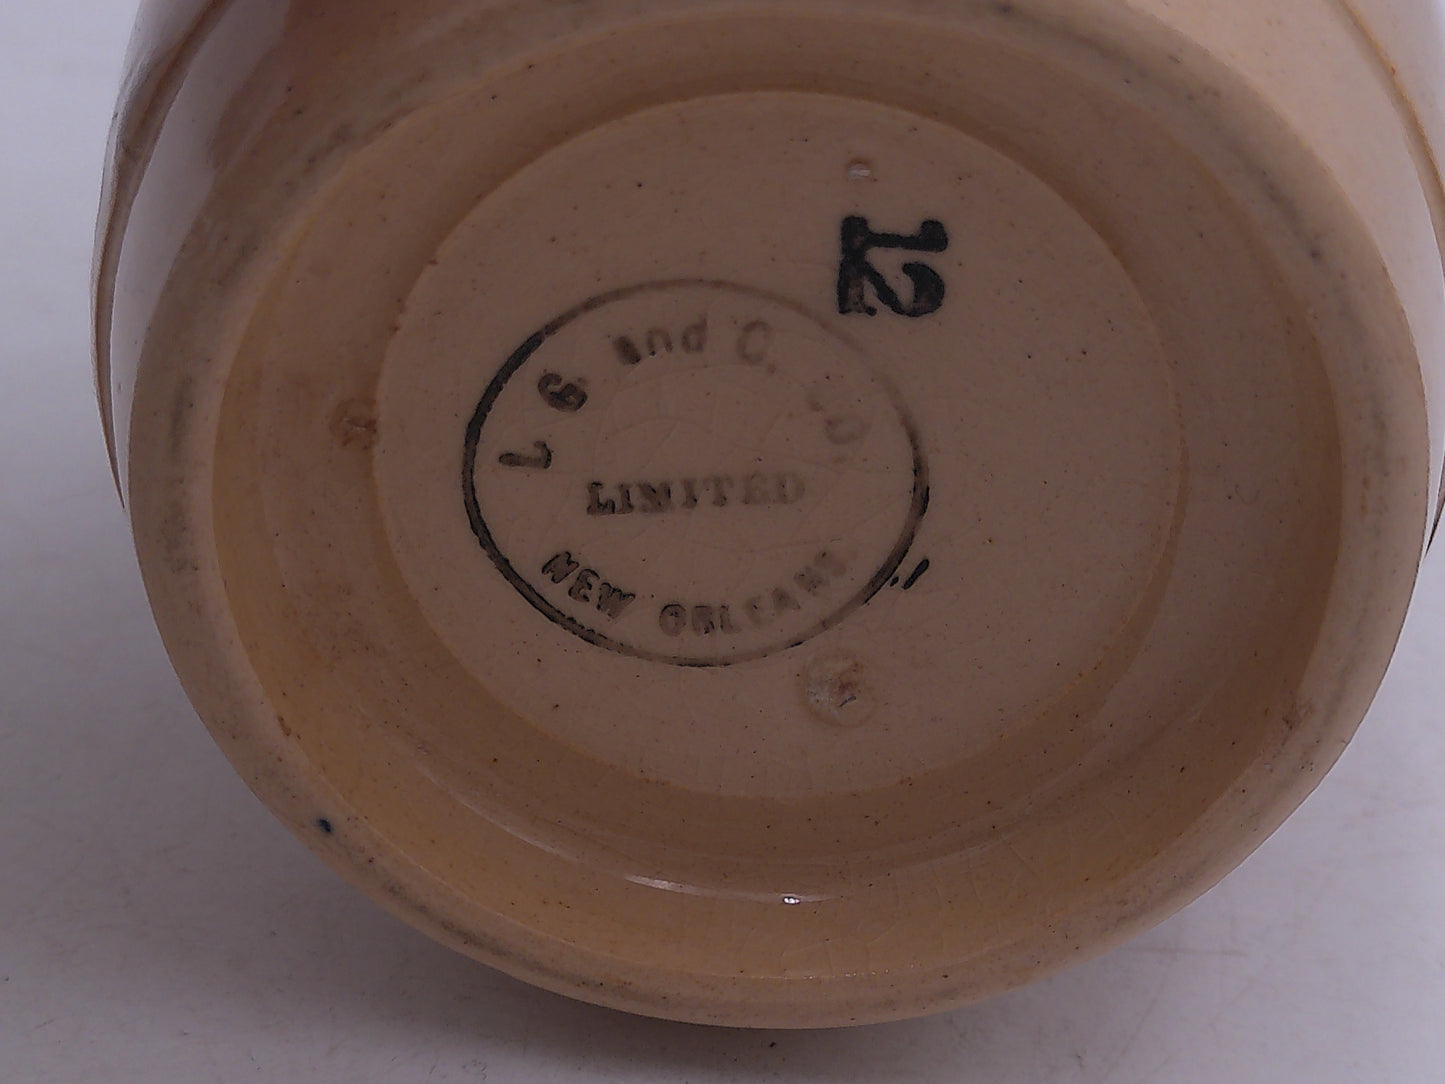 12
L G and C. CO.
LIMITED
NEW ORLEANS